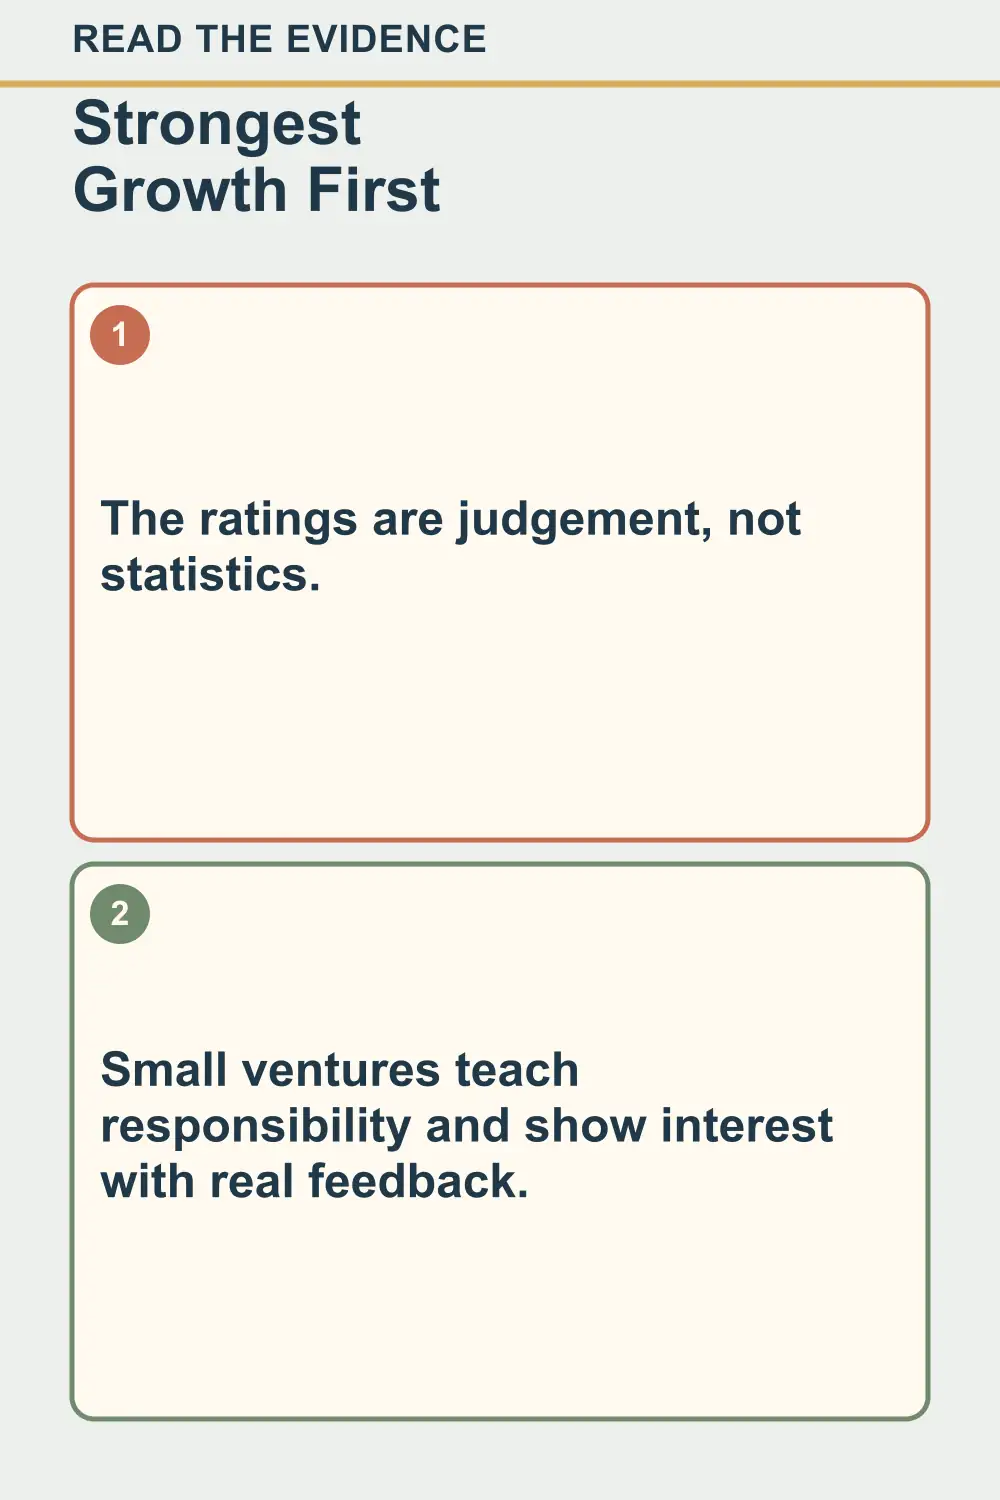 READ THE EVIDENCE
Strongest
Growth First
1
The ratings are judgement, not
statistics.
2
Small ventures teach
responsibility and show interest
with real feedback.